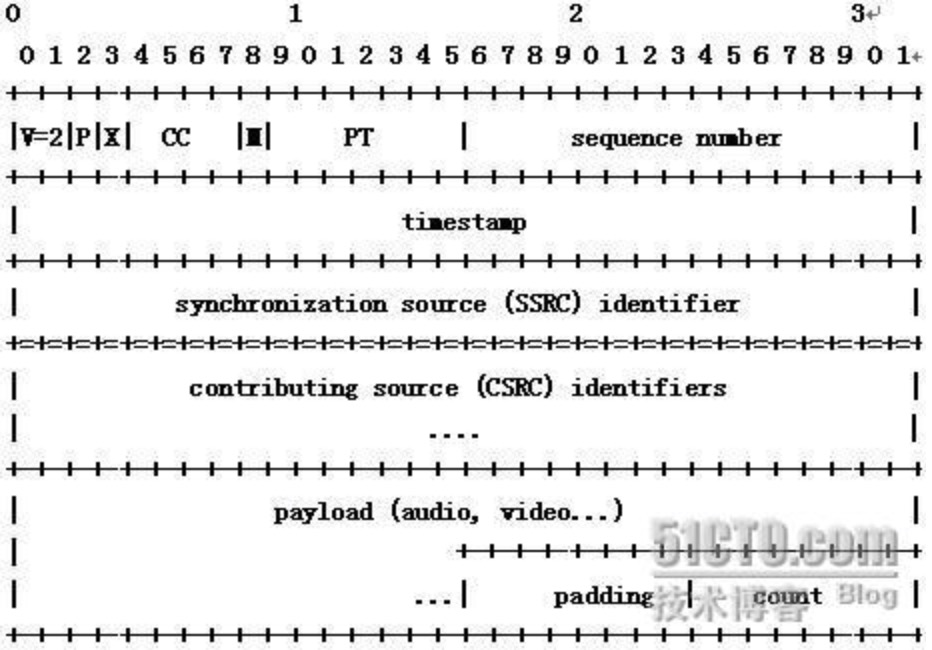 0 1 2 3
0 1 2 3 4 5 6 7 8 9 0 1 2 3 4 5 6 7 8 9 0 1 2 3 4 5 6 7 8 9 0 1
|V=2|P|X| CC |M| PT | sequence number |
| timestamp |
| synchronization source (SSRC) identifier |
| contributing source (CSRC) identifiers |
| .... |
| payload (audio, video...) |
51CTO.com
| ...| padding | count |
技术博客 Blog